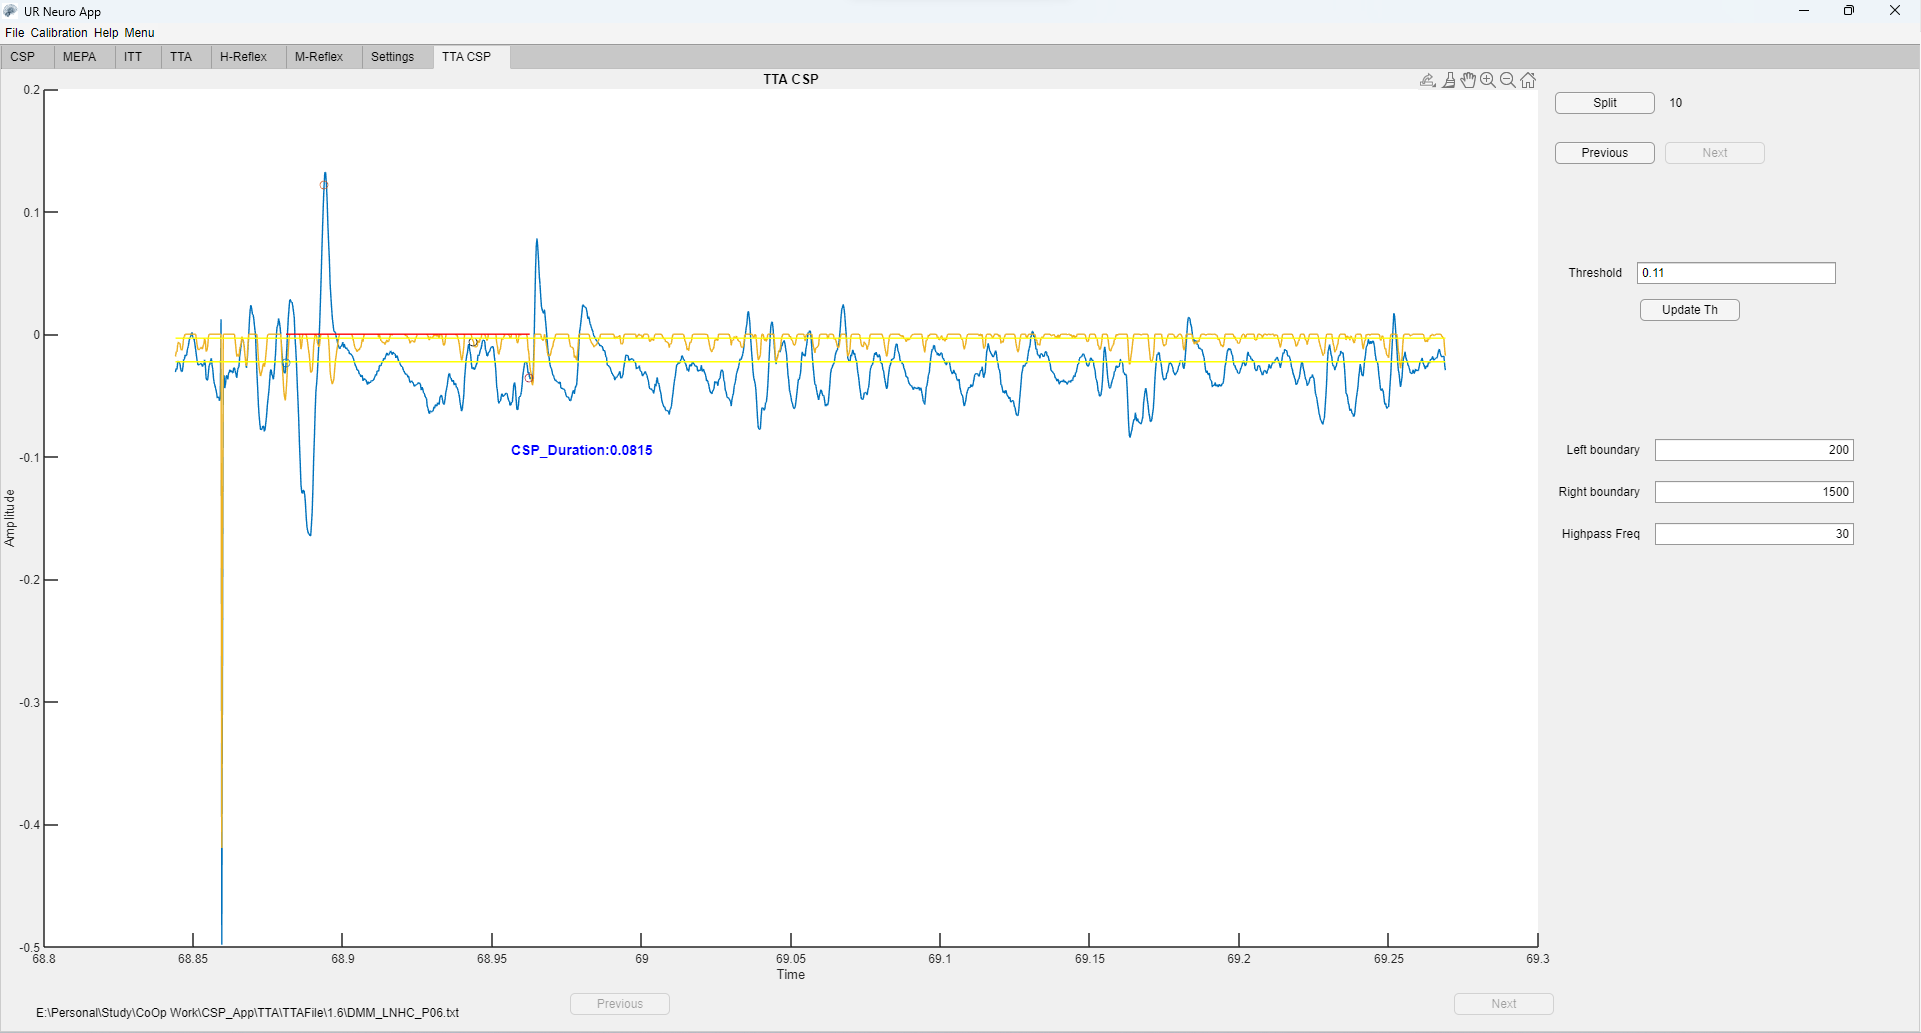 UR Neuro App
File Calibration Help Menu
CSP MEPA ITT TTA H-Reflex M-Reflex Settings TTA CSP
TTA CSP
Split 10
Previous Next
Threshold 0.11
Update Th
Left boundary 200
Right boundary 1500
Highpass Freq 30
0.2
0.1
0
-0.1
-0.2
-0.3
-0.4
-0.5
Amplitude
CSP_Duration:0.0815
68.8 68.85 68.9 68.95 69 69.05 69.1 69.15 69.2 69.25 69.3
Time
Previous Next
E:\Personal\Study\CoOp Work\CSP_App\TTA\TTAFile\1.6\DMM_LNHC_P06.txt